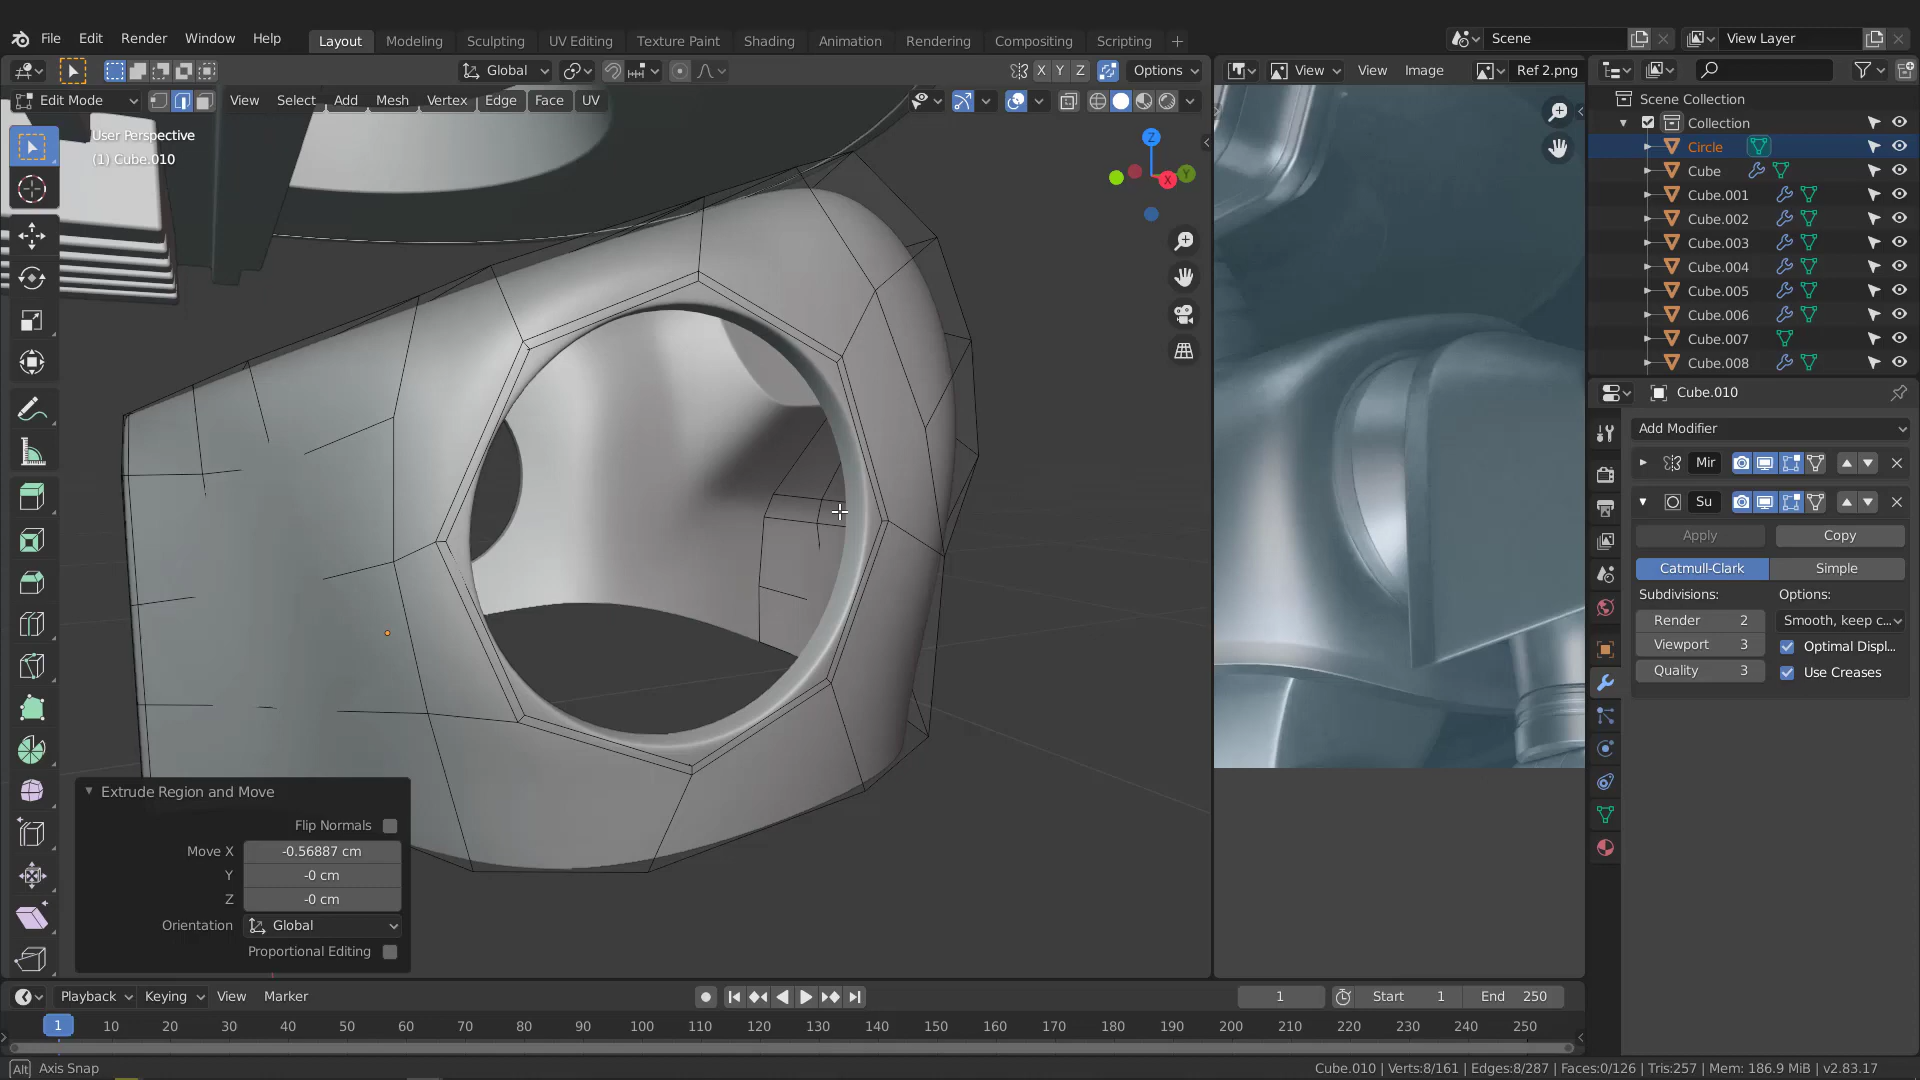 File Edit Render Window Help Layout Modeling Sculpting UV Editing Texture Paint Shading Animation Rendering Compositing Scripting + Scene View Layer
Global X Y Z Options View View Image Ref 2.png
Edit Mode View Select Add Mesh Vertex Edge Face UV
User Perspective
(1) Cube.010
Z
X
Y
Scene Collection
Collection
Circle
Cube
Cube.001
Cube.002
Cube.003
Cube.004
Cube.005
Cube.006
Cube.007
Cube.008
Cube.010
Add Modifier
Mir
Su
Apply Copy
Catmull-Clark Simple
Subdivisions: Options:
Render 2 Smooth, keep c...
Viewport 3 Optimal Displ...
Quality 3 Use Creases
Extrude Region and Move
Flip Normals
Move X -0.56887 cm
Y -0 cm
Z -0 cm
Orientation Global
Proportional Editing
Playback Keying View Marker 1 Start 1 End 250
1 10 20 30 40 50 60 70 80 90 100 110 120 130 140 150 160 170 180 190 200 210 220 230 240 250
Alt Axis Snap Cube.010 | Verts:8/161 | Edges:8/287 | Faces:0/126 | Tris:257 | Mem: 186.9 MiB | v2.83.17